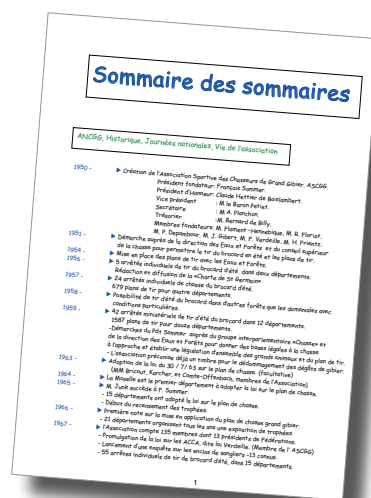 Sommaire des sommaires
ANCGG, Historique, Journées nationales, Vie de l'association
1950 - Création de l'Association Sportive des Chasseurs de Grand Gibier. ASCGG.
Président fondateur: François Sommer.
Président d'Honneur: Claude Hettier de Boislambert.
Vice président : M le Baron Petiet.
Secrétaire : M A. Planchon.
Trésorier : M. Bernard de Billy.
Membres fondateurs: M. Flament-Hennebique, M. R. Floriot,
M. P. Depambour, M. J. Gibert, M. F. Verdeille, M. H. Frientz.
1951 - Démarche auprès de la direction des Eaux et Forêts et du conseil supérieur
de la chasse pour permettre le tir du brocard en été et les plans de tir.
1954 - Mise en place des plans de tir avec les Eaux et Forêts.
1956 - 5 arrêtés individuels de tir du brocard d'été dans deux départements.
Rédaction et diffusion de la «Charte de St Germain»
1957 - 24 arrêtés individuels de chasse du brocard d'été.
679 plans de tir pour quatre départements.
1958 - Possibilité de tir d'été du brocard dans d'autres forêts que les domaniales avec
conditions particulières.
1959 - 42 arrêtés ministériels de tir d'été du brocard dans 12 départements.
1587 plans de tir pour douze départements.
-Démarches du Pdt Sommer auprès du groupe interparlementaire «Chasse» et
de la direction des Eaux et Forêts pour donner des bases légales à la chasse
à l'approche et établir une législation d'ensemble des grands animaux et du plan de tir.
- L'association préconise déjà un timbre pour le dédommagement des dégâts de gibier.
1963 - Adoption de la loi du 30 / 7/ 63 sur le plan de chasse. (facultative)
(MM Bricout, Karcher, et Comte-Offenbach, membres de l'Association)
1964 - La Moselle est le premier département à adopter la loi sur le plan de chasse.
1965 - M. Junk succède à F. Sommer.
- 15 départements ont adopté la loi sur le plan de chasse.
- Début du recensement des trophées.
1966 - Première note sur la mise en application du plan de chasse grand gibier.
- 21 départements organisent tous les ans une exposition de trophées.
1967 - l'Association compte 135 membres dont 13 présidents de Fédérations.
- Promulgation de la loi sur les ACCA, dite loi Verdeille. (Membre de l' ASCGG)
- Lancement d'une enquête sur les enclos de sangliers -13 connus.
- 55 arrêtés individuels de tir de brocard d'été, dans 15 départements.
1